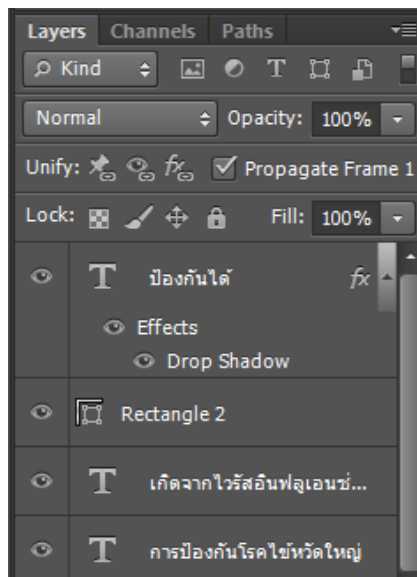 Layers Channels Paths
Kind T
Normal Opacity: 100%
Unify: fx Propagate Frame 1
Lock: Fill: 100%
T ป้องกันได้ fx
Effects
Drop Shadow
Rectangle 2
T เกิดจากไวรัสอินฟลูเอนซ่...
T การป้องกันโรคไข้หวัดใหญ่